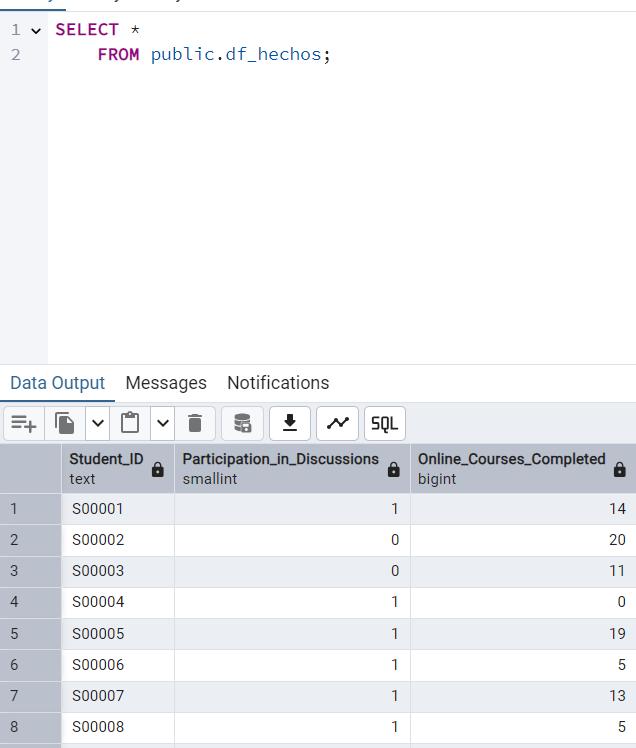 1 SELECT *
2 FROM public.df_hechos;
Data Output Messages Notifications
SQL
Student_ID text Participation_in_Discussions smallint Online_Courses_Completed bigint
1 S00001 1 14
2 S00002 0 20
3 S00003 0 11
4 S00004 1 0
5 S00005 1 19
6 S00006 1 5
7 S00007 1 13
8 S00008 1 5